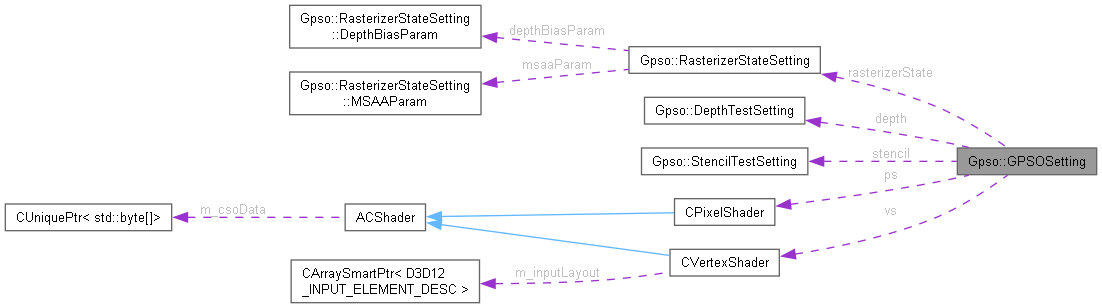 Gpso::RasterizerStateSetting
::DepthBiasParam
depthBiasParam
Gpso::RasterizerStateSetting
msaaParam
Gpso::RasterizerStateSetting
::MSAAParam
rasterizerState
Gpso::DepthTestSetting
depth
Gpso::StencilTestSetting
stencil
Gpso::GPSOSetting
ps
CUniquePtr< std::byte[]>
m_csoData
ACShader
CPixelShader
vs
CVertexShader
m_inputLayout
CArraySmartPtr< D3D12
_INPUT_ELEMENT_DESC >